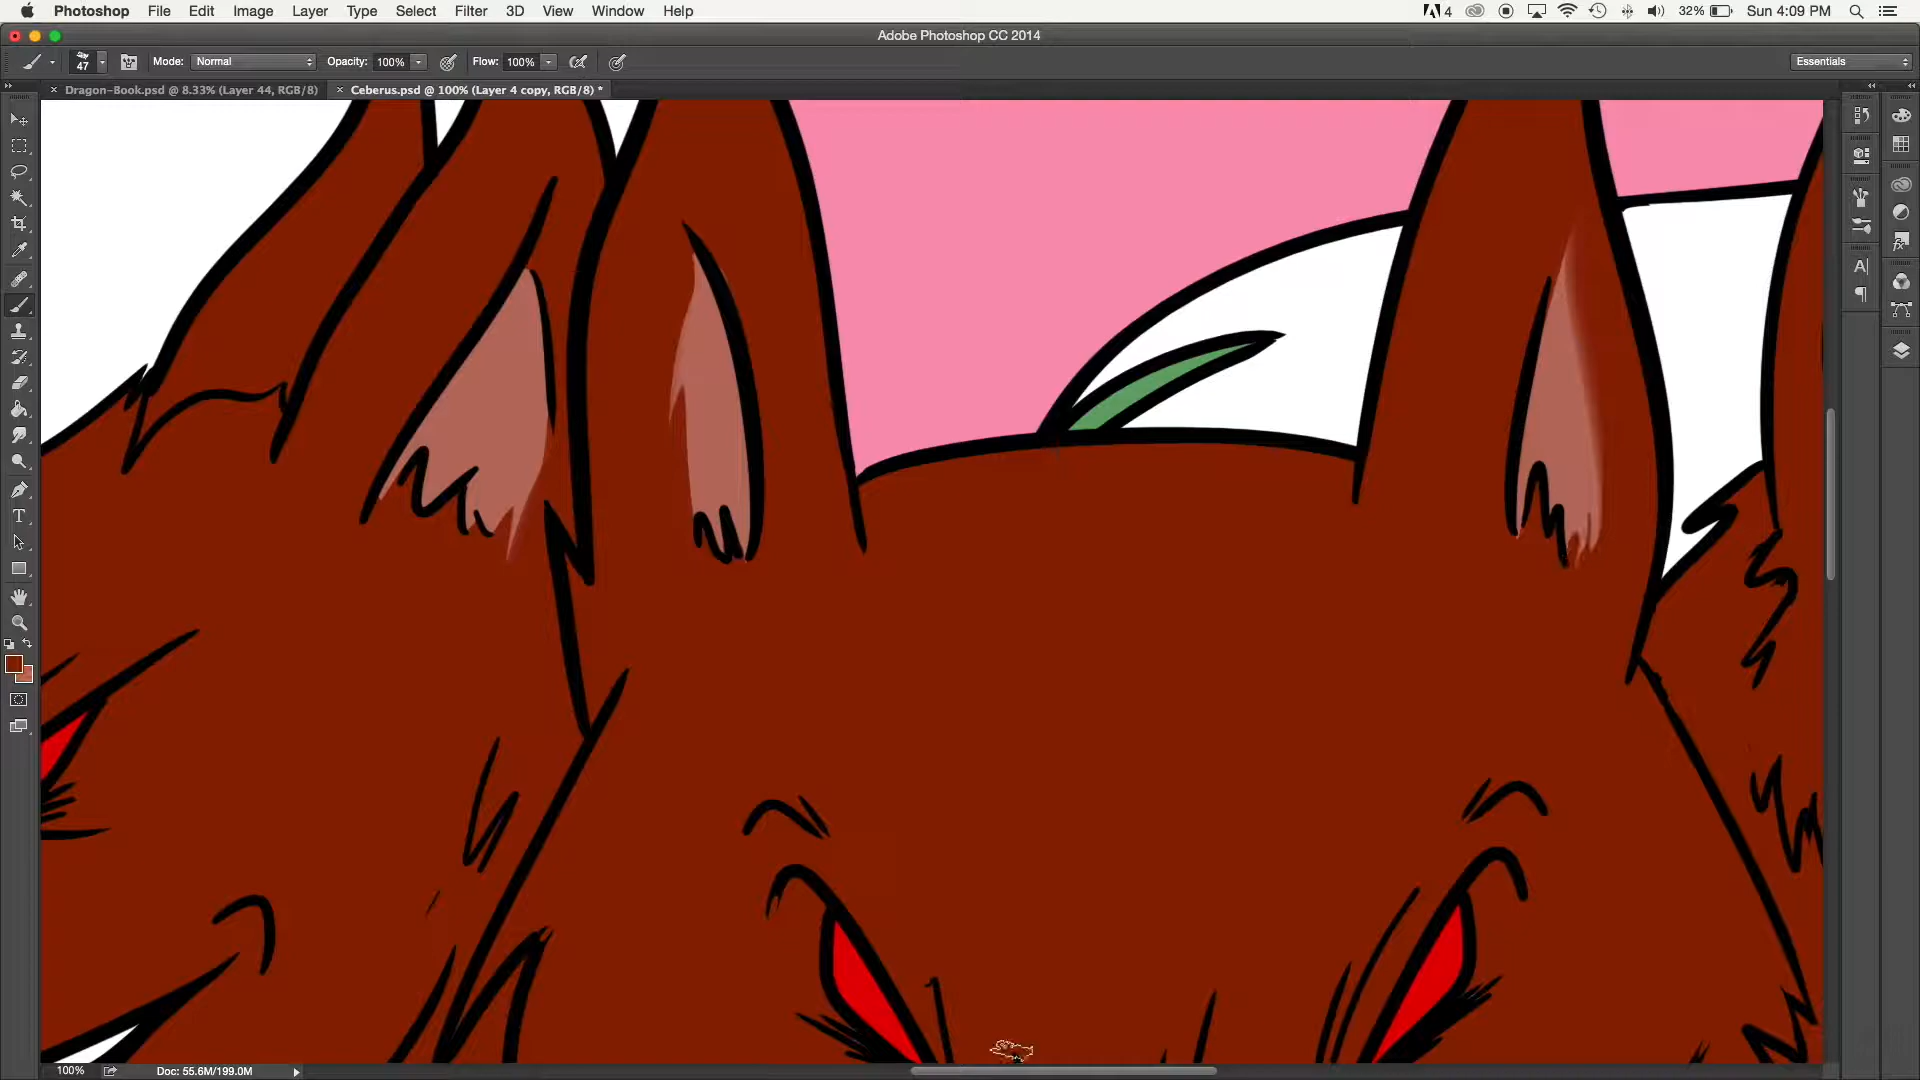 Photoshop File Edit Image Layer Type Select Filter 3D View Window Help 4 32% Sun 4:09 PM
Adobe Photoshop CC 2014
47 Mode: Normal Opacity: 100% Flow: 100% Essentials
Dragon-Book.psd @ 8.33% (Layer 44, RGB/8) Ceberus.psd @ 100% (Layer 4 copy, RGB/8) *
100% Doc: 55.6M/199.0M